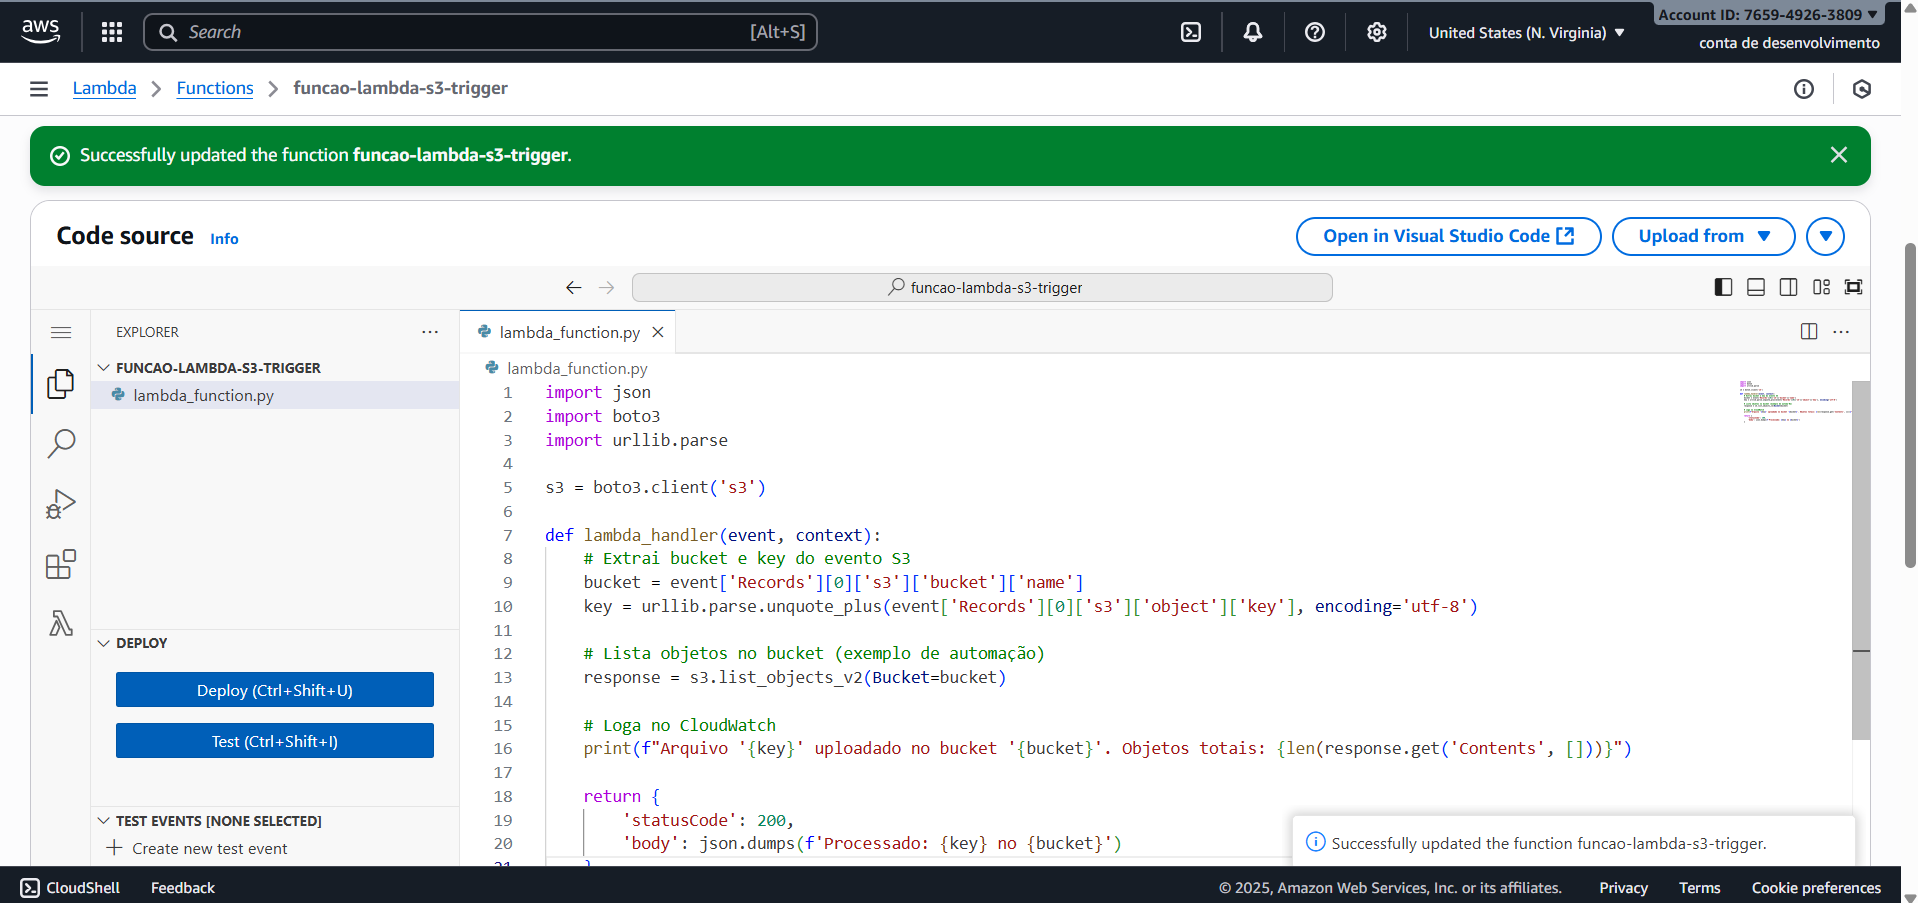 aws
Search
[Alt+S]
United States (N. Virginia)
Account ID: 7659-4926-3809
conta de desenvolvimento
Lambda
Functions
funcao-lambda-s3-trigger
Successfully updated the function funcao-lambda-s3-trigger.
Code source
Info
Open in Visual Studio Code
Upload from
funcao-lambda-s3-trigger
EXPLORER
FUNCAO-LAMBDA-S3-TRIGGER
lambda_function.py
DEPLOY
Deploy (Ctrl+Shift+U)
Test (Ctrl+Shift+I)
TEST EVENTS [NONE SELECTED]
Create new test event
lambda_function.py
lambda_function.py
1 import json
2 import boto3
3 import urllib.parse
4
5 s3 = boto3.client('s3')
6
7 def lambda_handler(event, context):
8 # Extrai bucket e key do evento S3
9 bucket = event['Records'][0]['s3']['bucket']['name']
10 key = urllib.parse.unquote_plus(event['Records'][0]['s3']['object']['key'], encoding='utf-8')
11
12 # Lista objetos no bucket (exemplo de automação)
13 response = s3.list_objects_v2(Bucket=bucket)
14
15 # Loga no CloudWatch
16 print(f"Arquivo '{key}' uploadado no bucket '{bucket}'. Objetos totais: {len(response.get('Contents', []))}")
17
18 return {
19 'statusCode': 200,
20 'body': json.dumps(f'Processado: {key} no {bucket}')
21 }
Successfully updated the function funcao-lambda-s3-trigger.
CloudShell
Feedback
© 2025, Amazon Web Services, Inc. or its affiliates.
Privacy
Terms
Cookie preferences